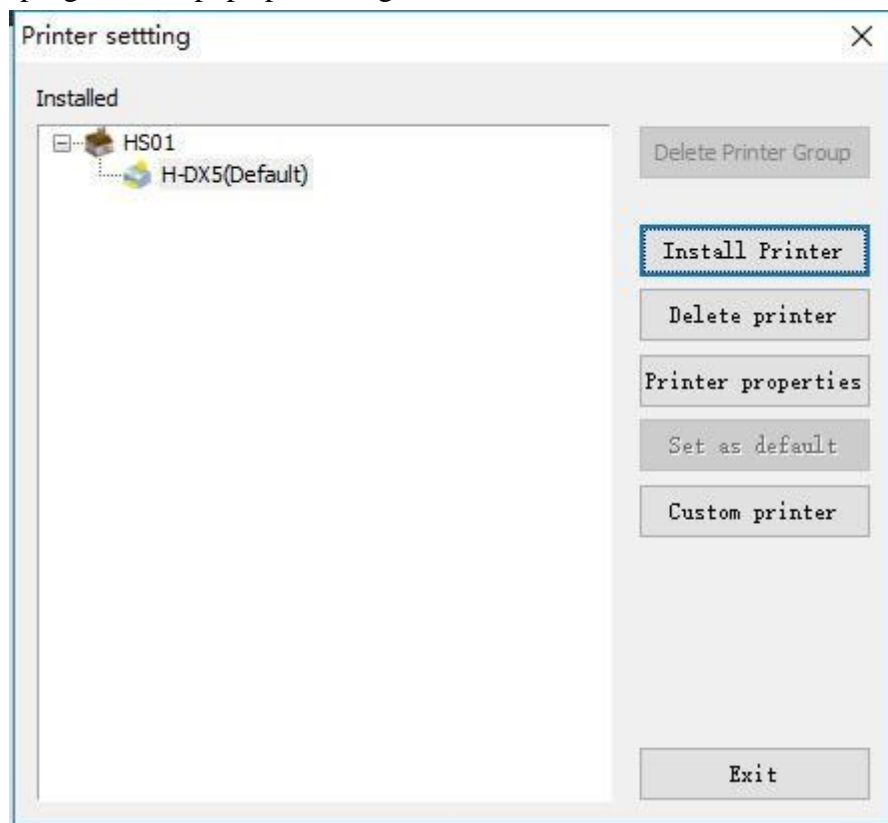 Printer settting
Installed
HS01
H-DX5(Default)
Delete Printer Group
Install Printer
Delete printer
Printer properties
Set as default
Custom printer
Exit